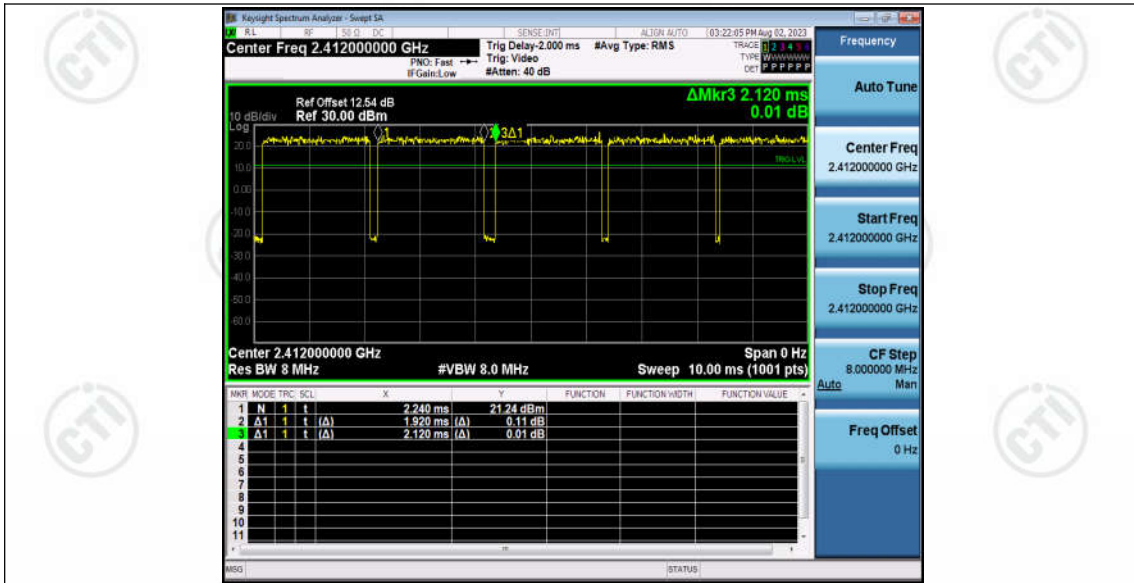 Keysight Spectrum Analyzer - Swept SA
RL RF 50 Ω DC SENSE:INT ALIGN AUTO 03:22:05 PM Aug 02, 2023
Center Freq 2.412000000 GHz
PNO: Fast
IFGain:Low
Trig Delay-2.000 ms
Trig: Video
#Atten: 40 dB
#Avg Type: RMS
TRACE 1 2 3 4 5 6
TYPE WWWWWW
DET P P P P P P
Frequency
Auto Tune
Center Freq
2.412000000 GHz
Start Freq
2.412000000 GHz
Stop Freq
2.412000000 GHz
CF Step
8.000000 MHz
Auto Man
Freq Offset
0 Hz
ΔMkr3 2.120 ms
0.01 dB
Ref Offset 12.54 dB
10 dB/div Ref 30.00 dBm
Log
1
3Δ1
20.0
TRIG LVL
10.0
0.00
-10.0
-20.0
-30.0
-40.0
-50.0
-60.0
Center 2.412000000 GHz Span 0 Hz
Res BW 8 MHz #VBW 8.0 MHz Sweep 10.00 ms (1001 pts)
MKR MODE TRC SCL X Y FUNCTION FUNCTION WIDTH FUNCTION VALUE
1 N 1 t 2.240 ms 21.24 dBm
2 Δ1 1 t (Δ) 1.920 ms (Δ) 0.11 dB
3 Δ1 1 t (Δ) 2.120 ms (Δ) 0.01 dB
4
5
6
7
8
9
10
11
MSG STATUS
CTI
CTI
CTI
CTI